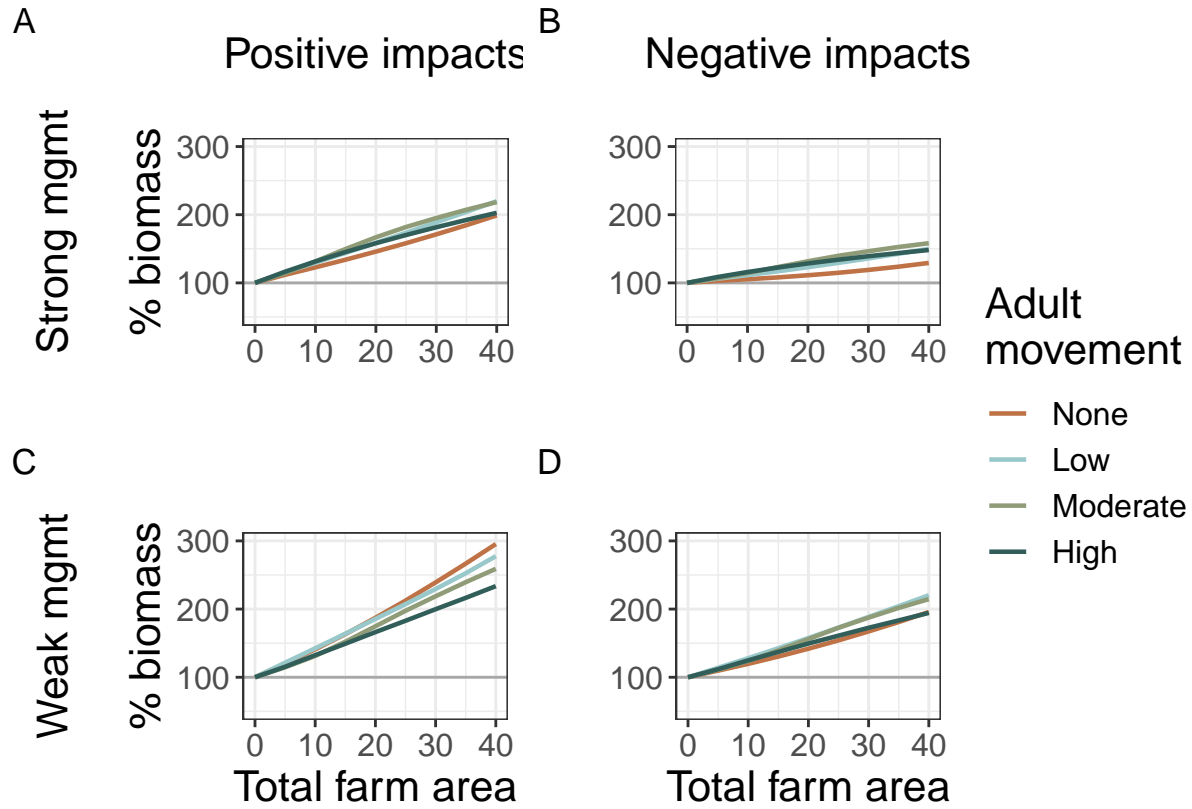 A
Positive impacts
B
Negative impacts
Strong mgmt
% biomass
300
200
100
0 10 20 30 40
300
200
100
0 10 20 30 40
Adult
movement
None
Low
Moderate
High
C
D
Weak mgmt
% biomass
300
200
100
0 10 20 30 40
Total farm area
300
200
100
0 10 20 30 40
Total farm area